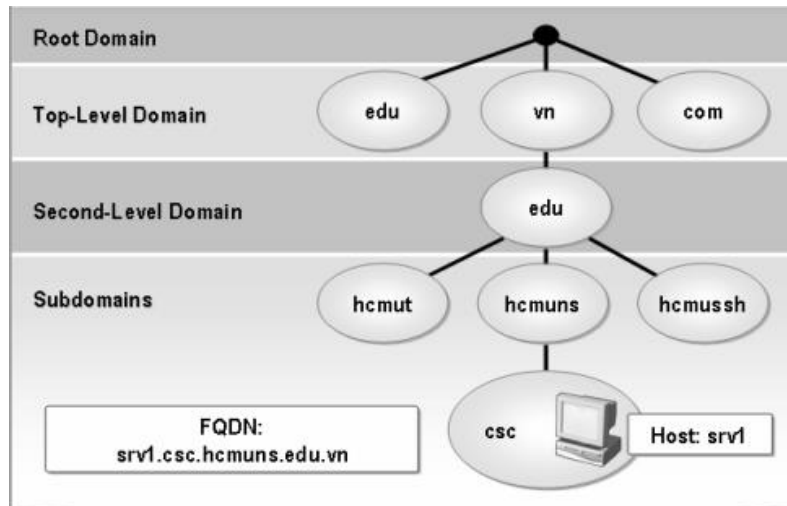 Root Domain
Top-Level Domain
edu
vn
com
Second-Level Domain
edu
Subdomains
hcmut
hcmuns
hcmussh
csc
Host: srv1
FQDN:
srv1.csc.hcmuns.edu.vn